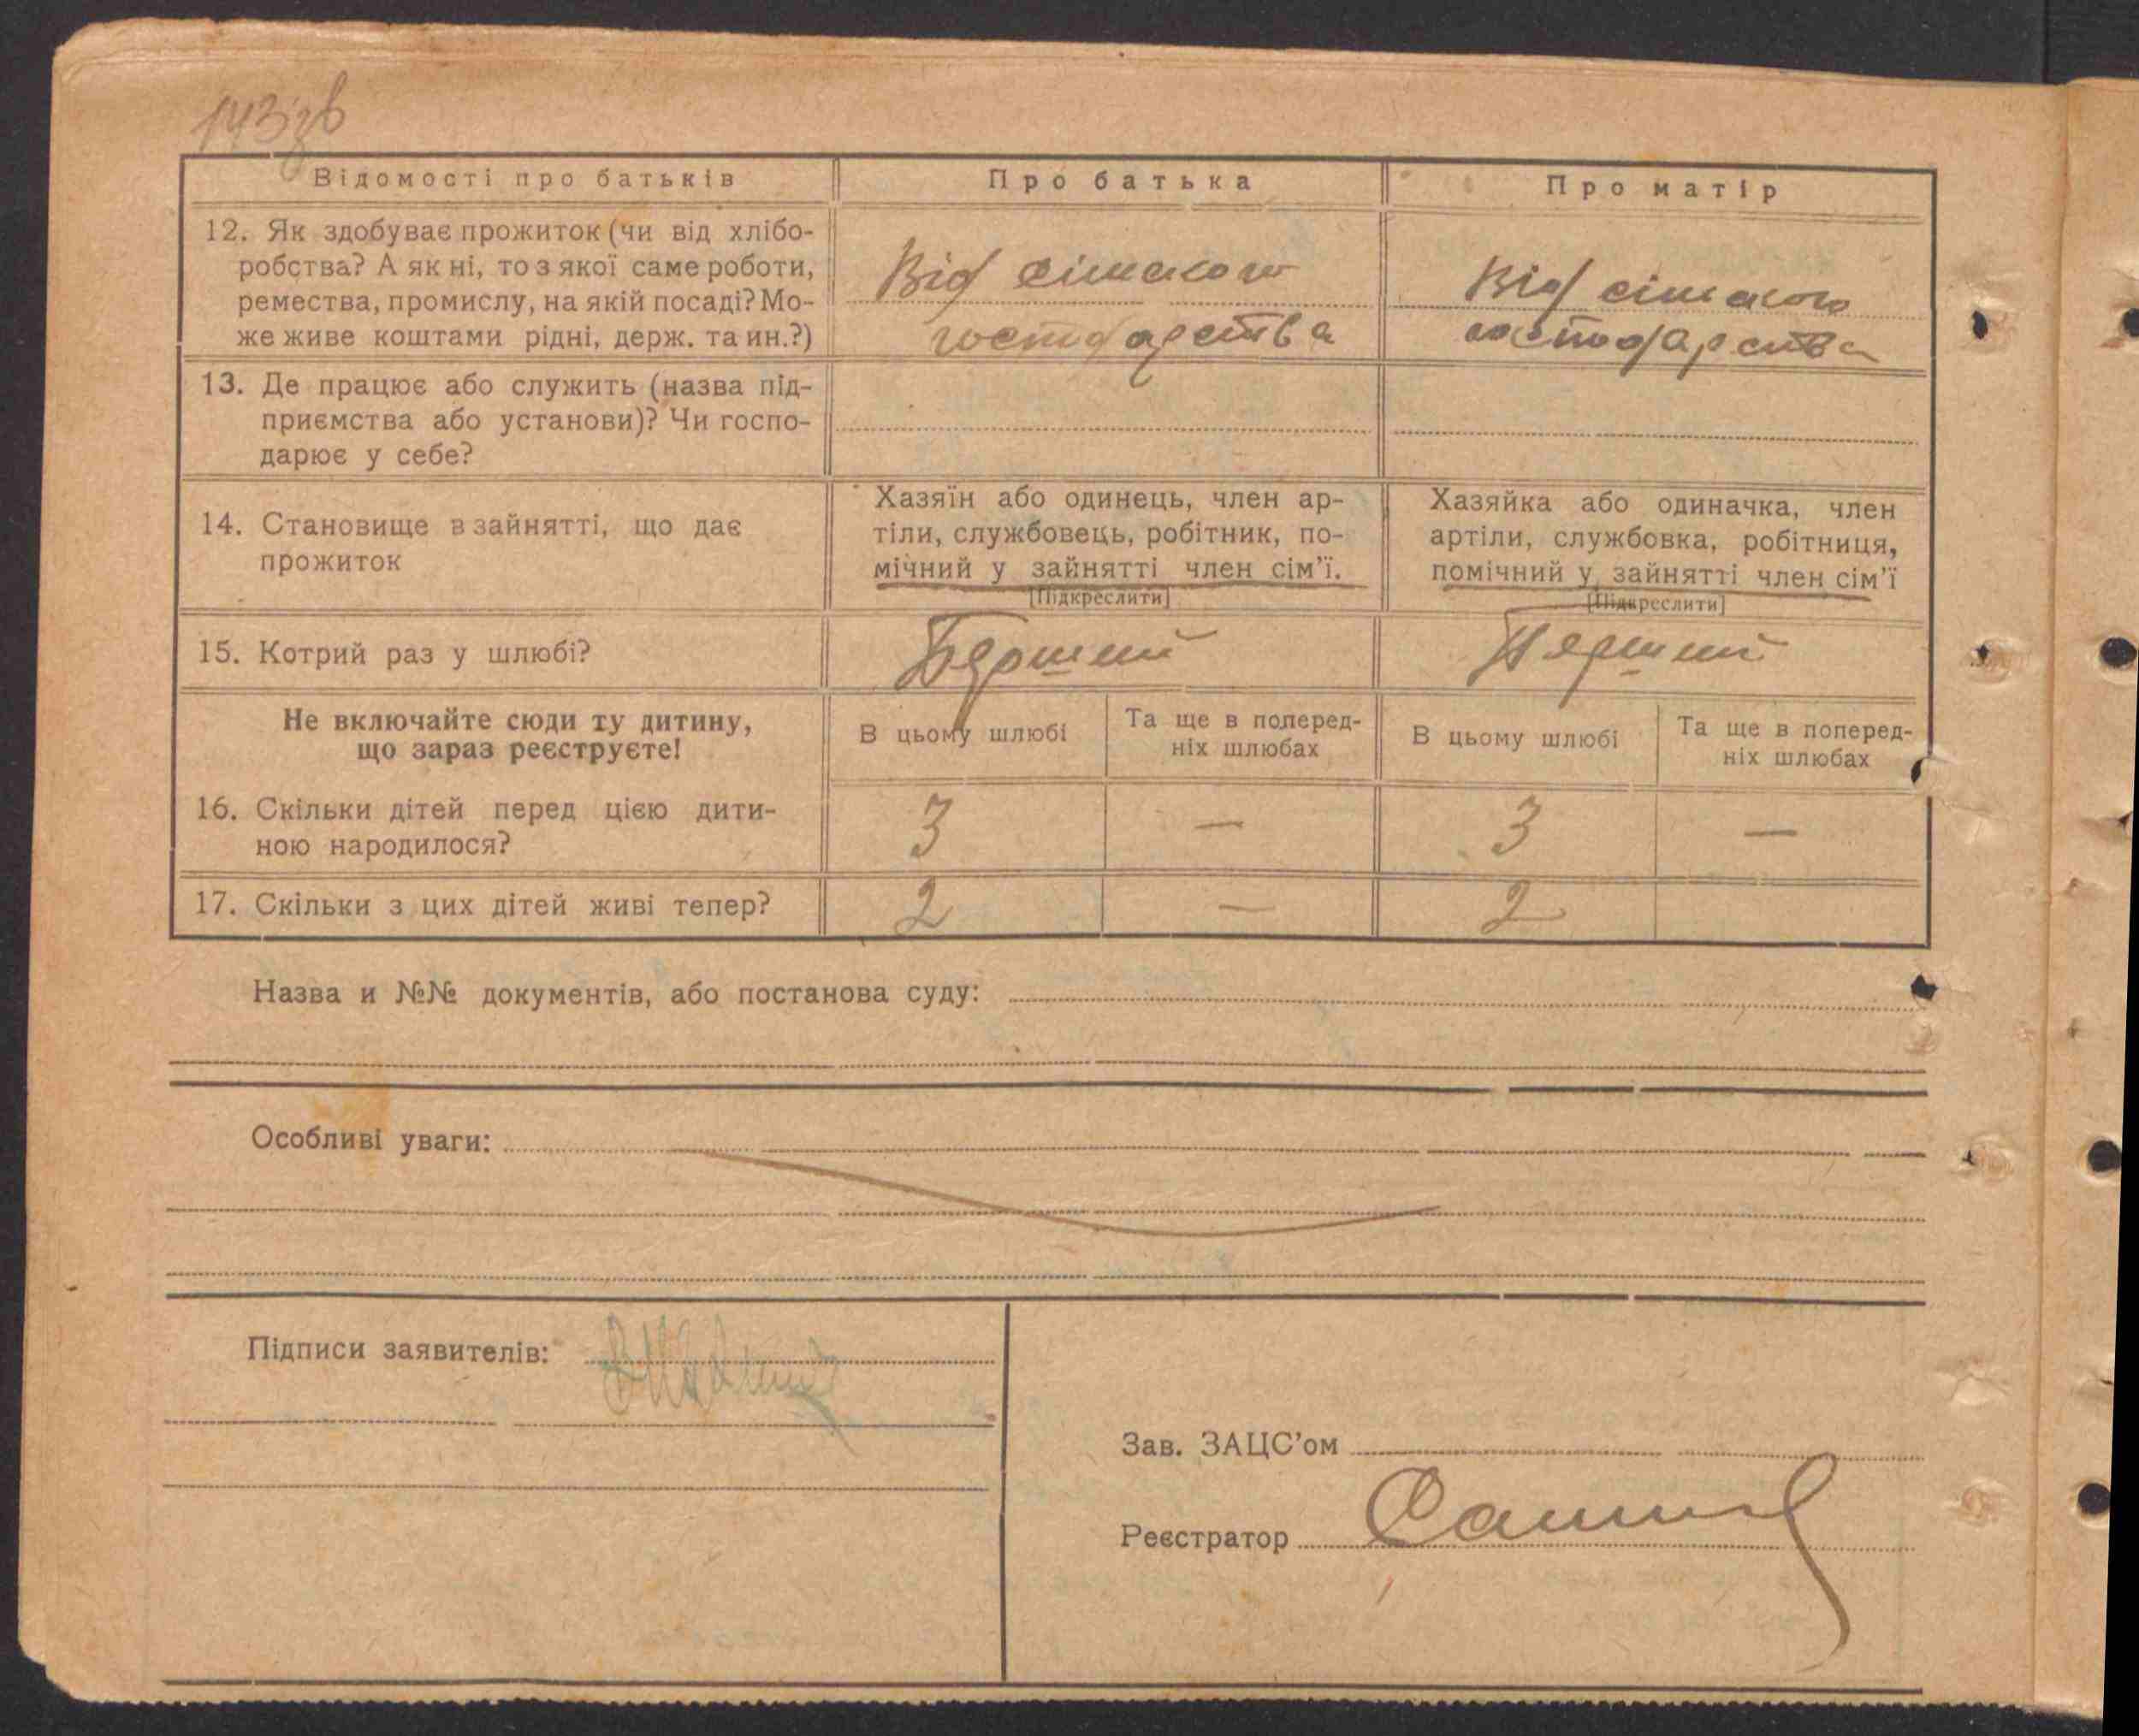 143зв
Відомості про батьків
Про батька
Про матір
12. Як здобуває прожиток (чи від хлібо-
робства? А як ні, то з якої саме роботи,
ремества, промислу, на якій посаді? Мо-
же живе коштами рідні, держ. та ин.?)
Від сільского
господарства
Від сільского
господарства
13. Де працює або служить (назва під-
приємства або установи)? Чи госпо-
дарює у себе?
14. Становище в зайнятті, що дає
прожиток
Хазяїн або одинець, член ар-
тіли, службовець, робітник, по-
мічний у зайнятті член сім'ї.
[Підкреслити]
Хазяйка або одиначка, член
артіли, службовка, робітниця,
помічний у зайнятті член сім'ї
[Підкреслити]
15. Котрий раз у шлюбі?
Перший
Перший
Не включайте сюди ту дитину,
що зараз реєструєте!
В цьому шлюбі
Та ще в поперед-
ніх шлюбах
В цьому шлюбі
Та ще в поперед-
ніх шлюбах
16. Скільки дітей перед цією дити-
ною народилося?
3 — 3 —
17. Скільки з цих дітей живі тепер?
2 — 2
Назва и №№ документів, або постанова суду:
Особливі уваги:
Підписи заявителів:
Зав. ЗАЦС'ом
Реєстратор